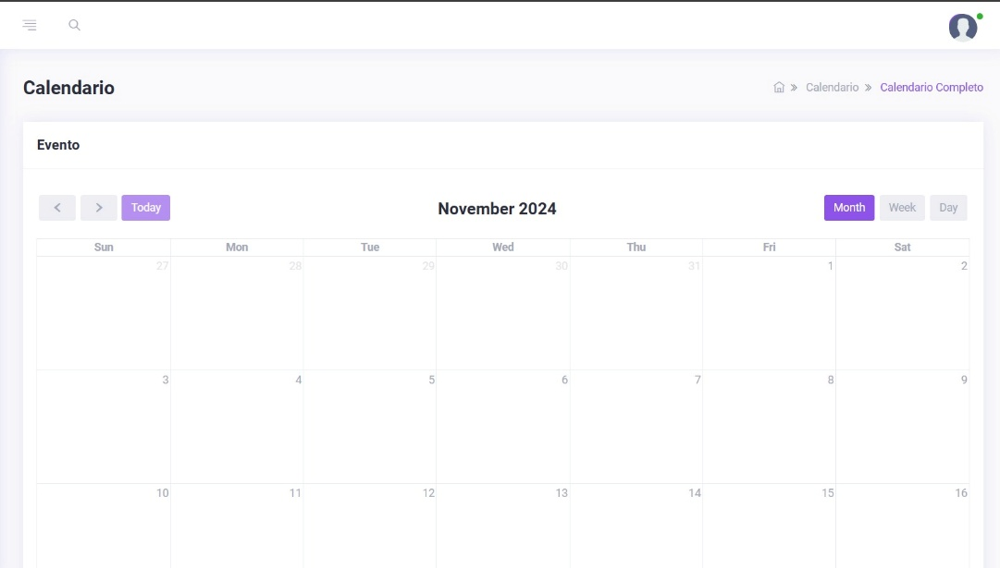 Calendario
Calendario Calendario Completo
Evento
Today November 2024 Month Week Day
Sun Mon Tue Wed Thu Fri Sat
27 28 29 30 31 1 2
3 4 5 6 7 8 9
10 11 12 13 14 15 16